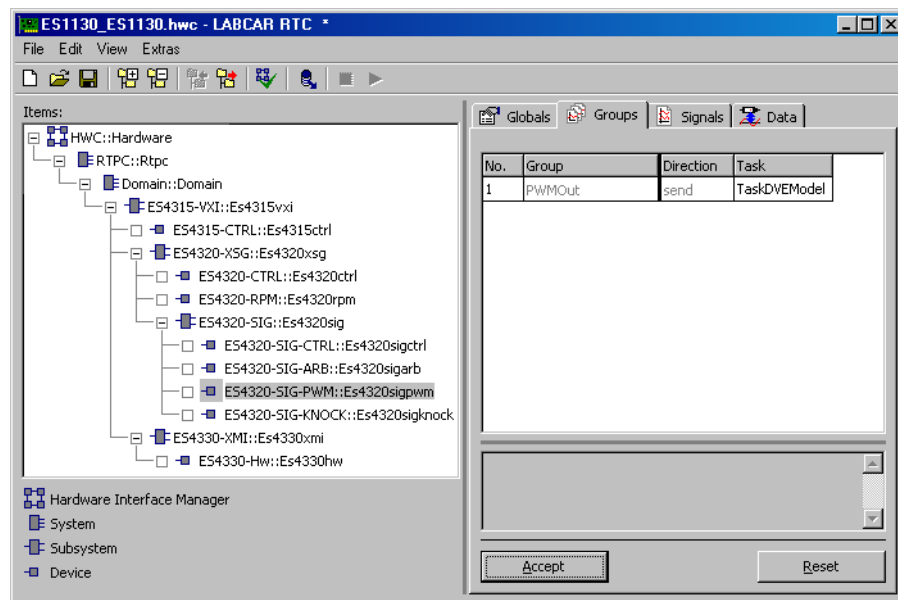 ES1130_ES1130.hwc - LABCAR RTC *
File Edit View Extras
Items:
HWC::Hardware
RTPC::Rtpc
Domain::Domain
ES4315-VXI::Es4315vxi
ES4315-CTRL::Es4315ctrl
ES4320-XSG::Es4320xsg
ES4320-CTRL::Es4320ctrl
ES4320-RPM::Es4320rpm
ES4320-SIG::Es4320sig
ES4320-SIG-CTRL::Es4320sigctrl
ES4320-SIG-ARB::Es4320sigarb
ES4320-SIG-PWM::Es4320sigpwm
ES4320-SIG-KNOCK::Es4320sigknock
ES4330-XMI::Es4330xmi
ES4330-Hw::Es4330hw
Hardware Interface Manager
System
Subsystem
Device
Globals Groups Signals Data
No. Group Direction Task
1 PWMOut send TaskDVEModel
Accept Reset